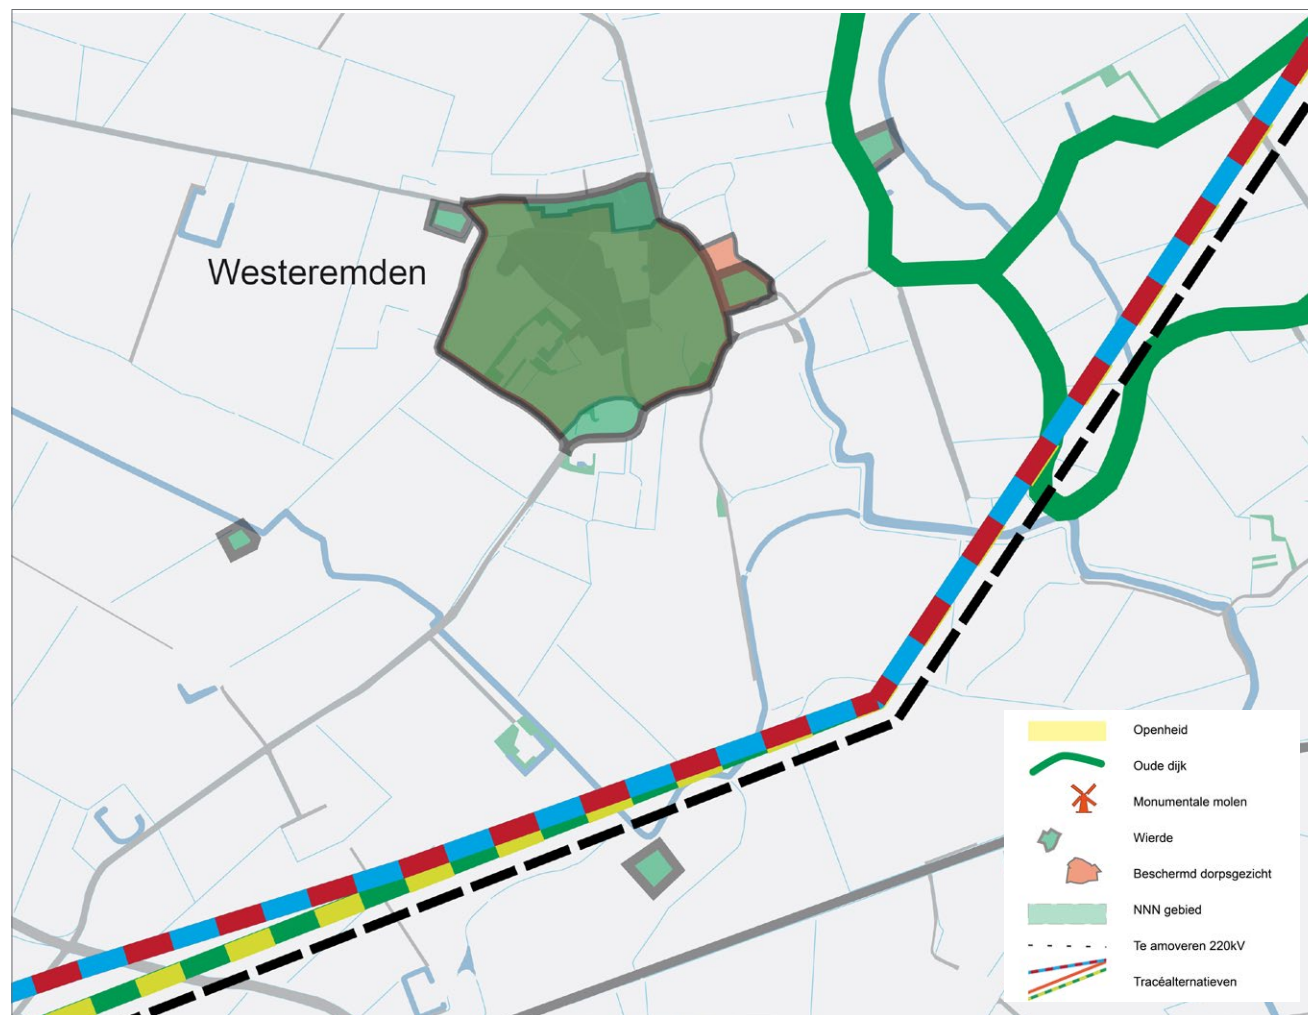 Westeremden
Openheid
Oude dijk
Monumentale molen
Wierde
Beschermd dorpsgezicht
NNN gebied
Te amoveren 220kV
Tracéalternatieven